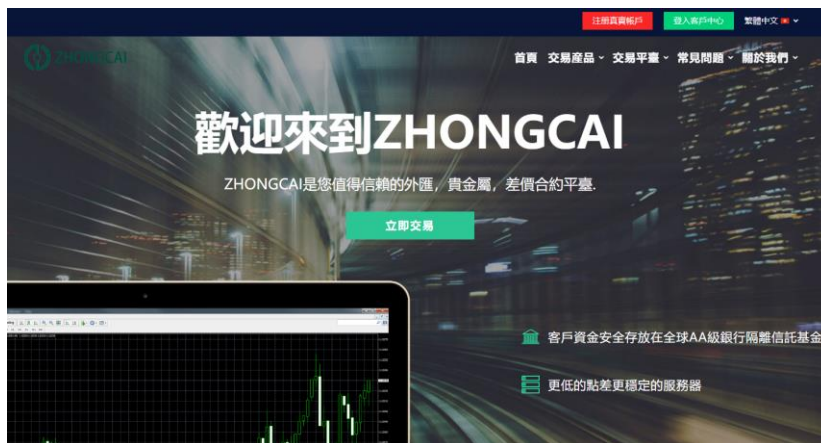 注册真實帳戶
登入客戶中心
繁體中文
ZHONGCAI
首頁 交易産品 交易平臺 常見問題 關於我們
歡迎來到ZHONGCAI
ZHONGCAI是您值得信賴的外匯，貴金屬，差價合約平臺.
立即交易
客戶資金安全存放在全球AA級銀行隔離信託基金
更低的點差更穩定的服務器